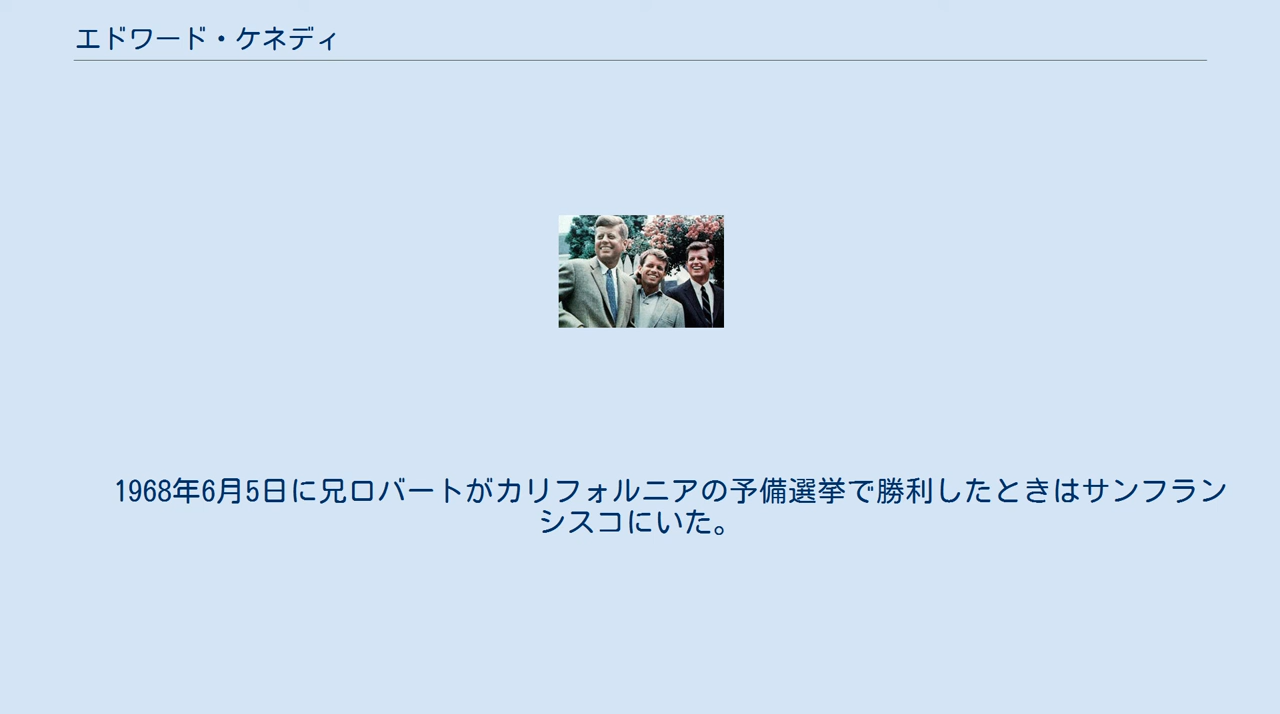 エドワード・ケネディ
1968年6月5日に兄ロバートがカリフォルニアの予備選挙で勝利したときはサンフラン
シスコにいた。